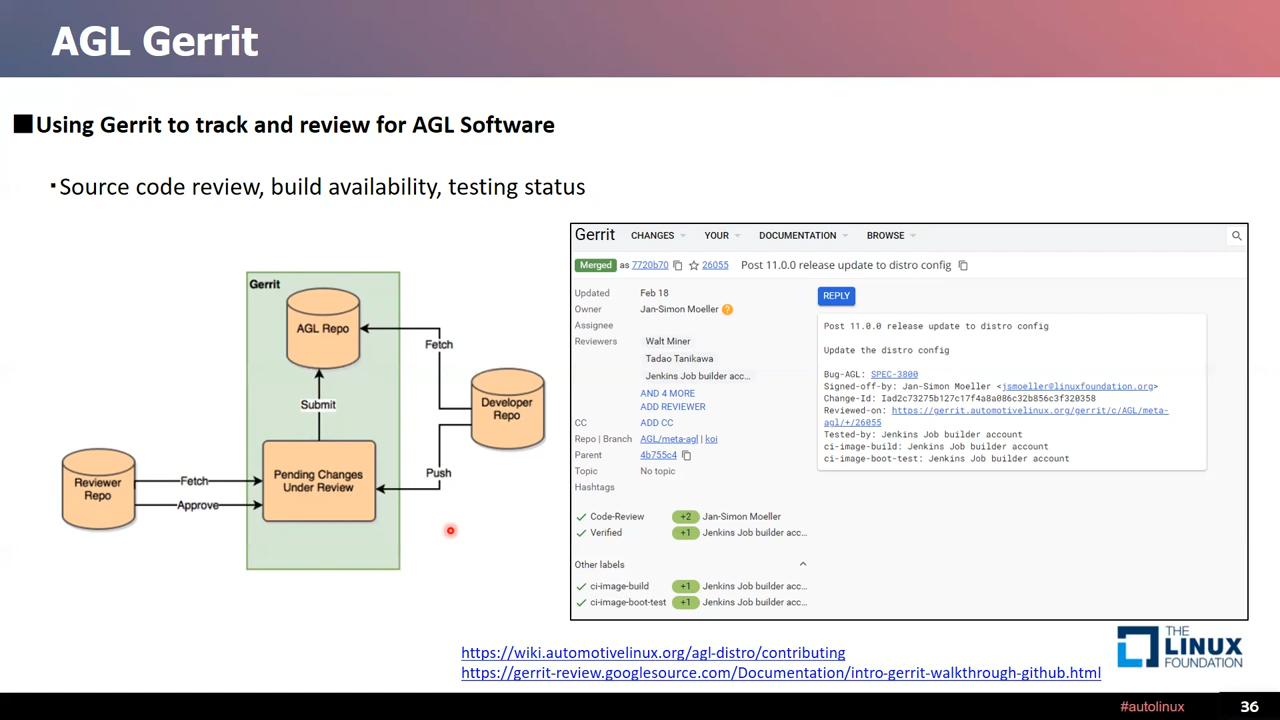 AGL Gerrit
■Using Gerrit to track and review for AGL Software
▪Source code review, build availability, testing status
Gerrit
AGL Repo
Fetch
Submit
Developer
Repo
Reviewer
Repo
Fetch
Approve
Pending Changes
Under Review
Push
Gerrit CHANGES YOUR DOCUMENTATION BROWSE
Merged as 7720b70 26055 Post 11.0.0 release update to distro config
Updated Feb 18
Owner Jan-Simon Moeller ?
Assignee
Reviewers Walt Miner
Tadao Tanikawa
Jenkins Job builder acc...
AND 4 MORE
ADD REVIEWER
CC ADD CC
Repo | Branch AGL/meta-agl | koi
Parent 4b755c4
Topic No topic
Hashtags
Code-Review +2 Jan-Simon Moeller
Verified +1 Jenkins Job builder acc...
Other labels
ci-image-build +1 Jenkins Job builder acc...
ci-image-boot-test +1 Jenkins Job builder acc...
REPLY
Post 11.0.0 release update to distro config
Update the distro config
Bug-AGL: SPEC-3800
Signed-off-by: Jan-Simon Moeller <jsmoeller@linuxfoundation.org>
Change-Id: Iad2c73275b127c17f4a8a086c32b856c3f320358
Reviewed-on: https://gerrit.automotivelinux.org/gerrit/c/AGL/meta-
agl/+/26055
Tested-by: Jenkins Job builder account
ci-image-build: Jenkins Job builder account
ci-image-boot-test: Jenkins Job builder account
https://wiki.automotivelinux.org/agl-distro/contributing
https://gerrit-review.googlesource.com/Documentation/intro-gerrit-walkthrough-github.html
THE
LINUX
FOUNDATION
#autolinux
36